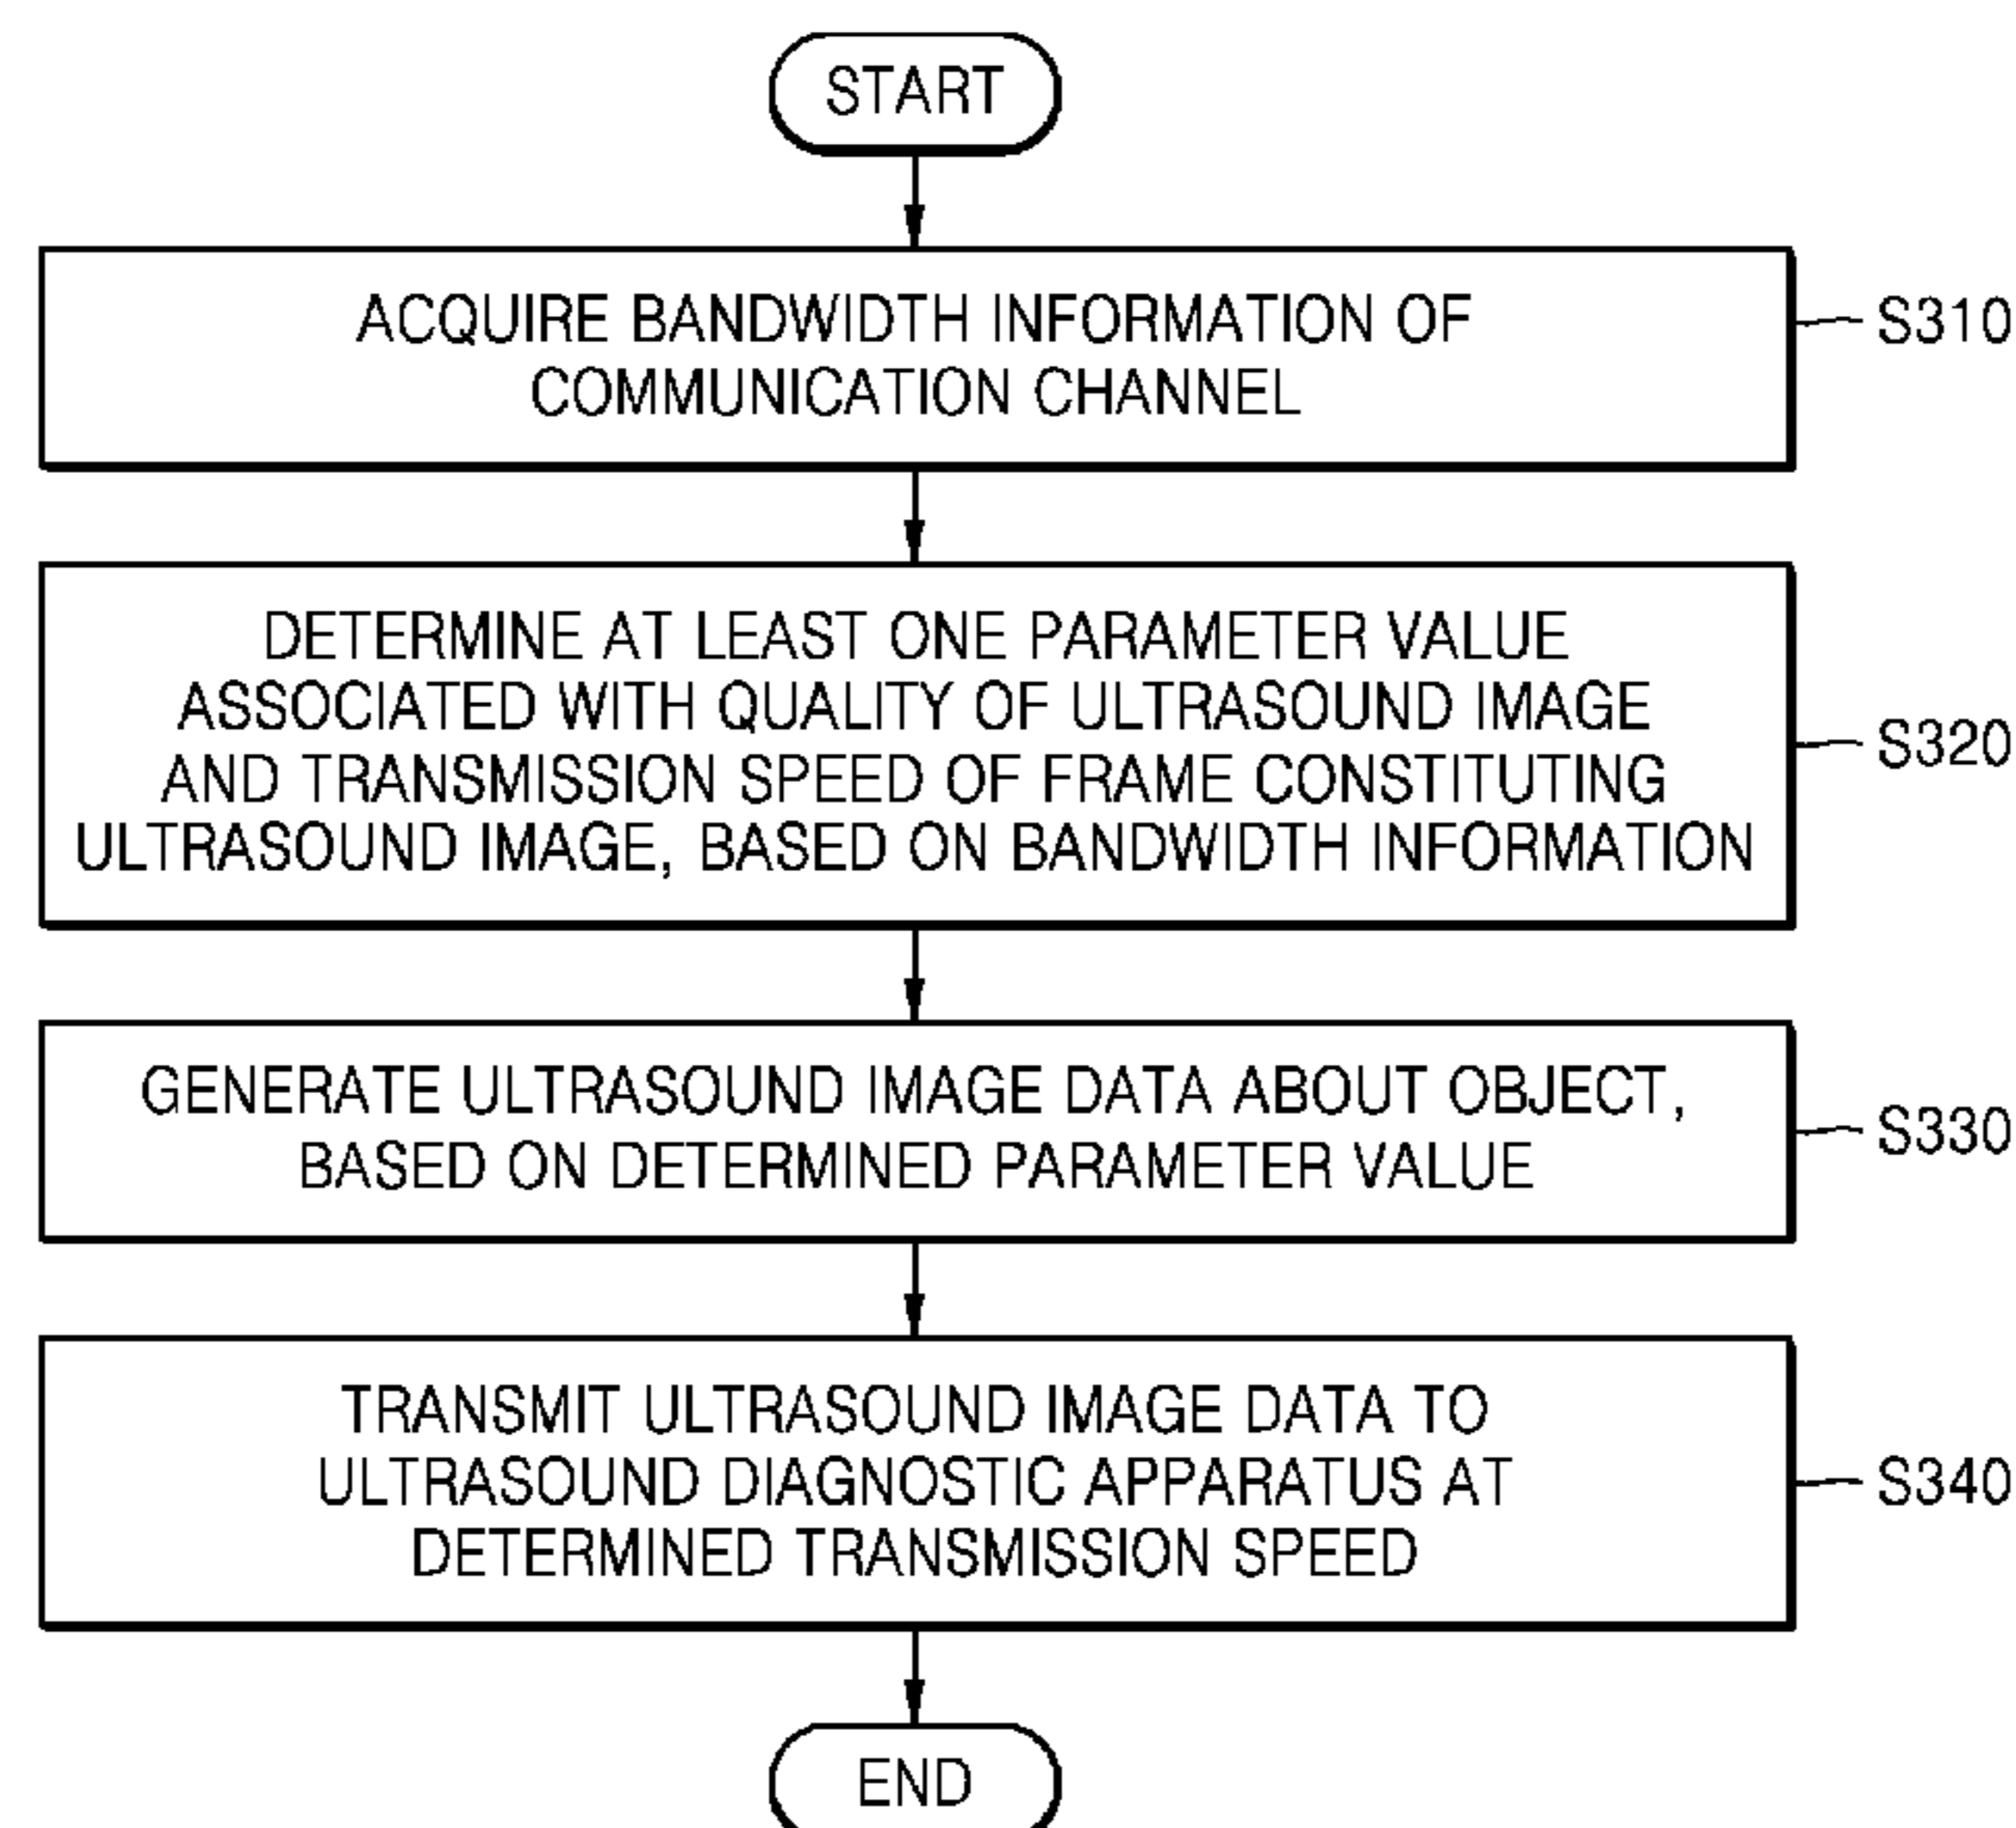 START
ACQUIRE BANDWIDTH INFORMATION OF
COMMUNICATION CHANNEL
S310
DETERMINE AT LEAST ONE PARAMETER VALUE
ASSOCIATED WITH QUALITY OF ULTRASOUND IMAGE
AND TRANSMISSION SPEED OF FRAME CONSTITUTING
ULTRASOUND IMAGE, BASED ON BANDWIDTH INFORMATION
S320
GENERATE ULTRASOUND IMAGE DATA ABOUT OBJECT,
BASED ON DETERMINED PARAMETER VALUE
S330
TRANSMIT ULTRASOUND IMAGE DATA TO
ULTRASOUND DIAGNOSTIC APPARATUS AT
DETERMINED TRANSMISSION SPEED
S340
END